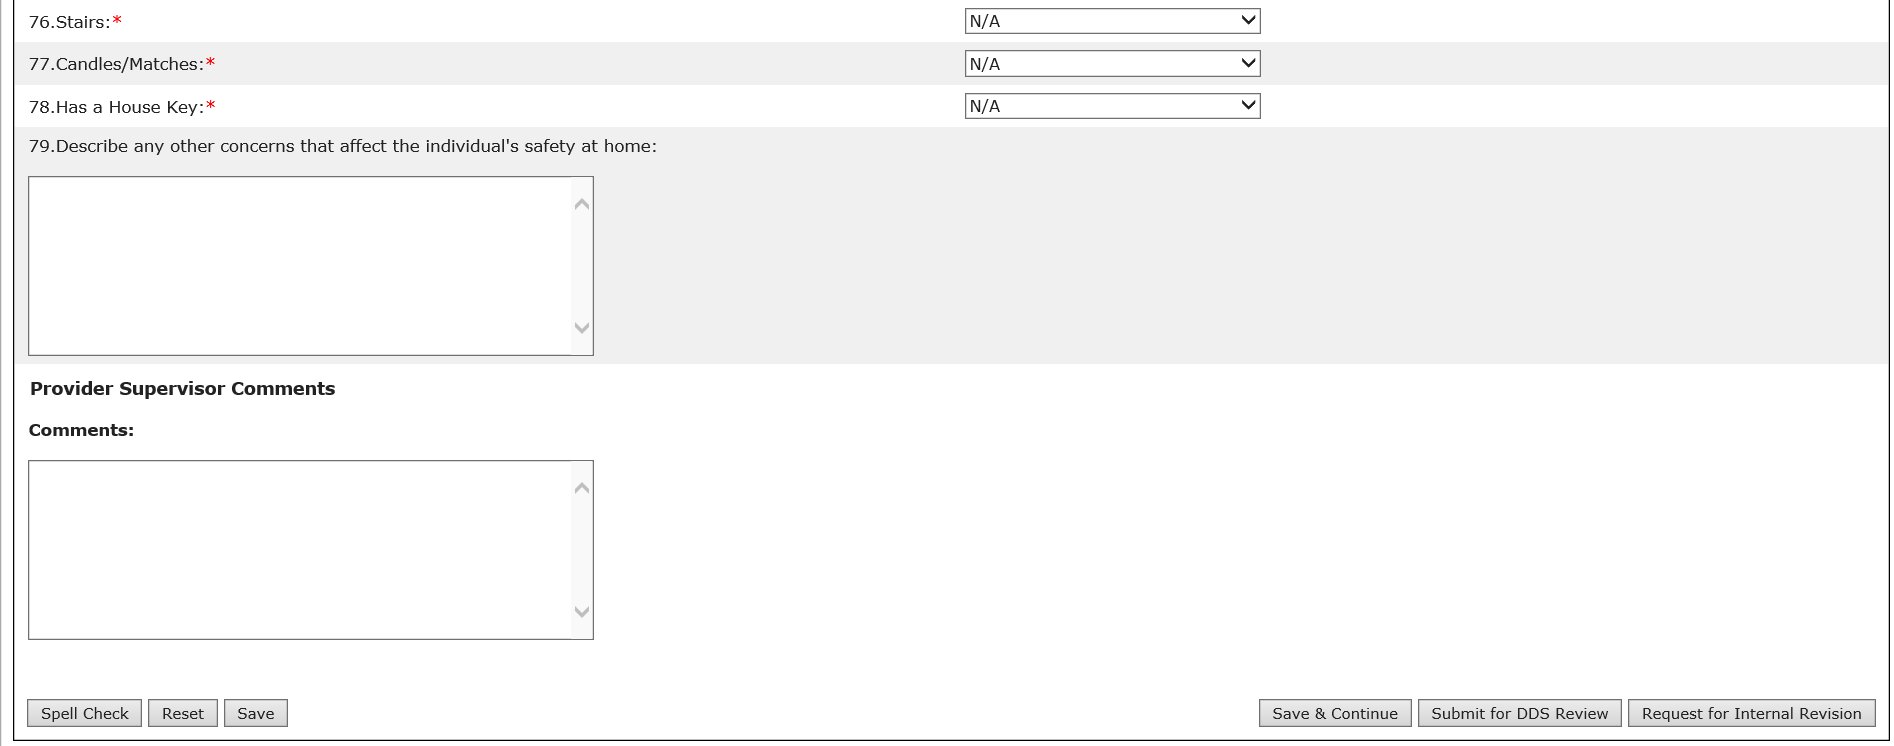 76.Stairs:* N/A
77.Candles/Matches:* N/A
78.Has a House Key:* N/A
79.Describe any other concerns that affect the individual's safety at home:
Provider Supervisor Comments
Comments:
Spell Check Reset Save Save & Continue Submit for DDS Review Request for Internal Revision